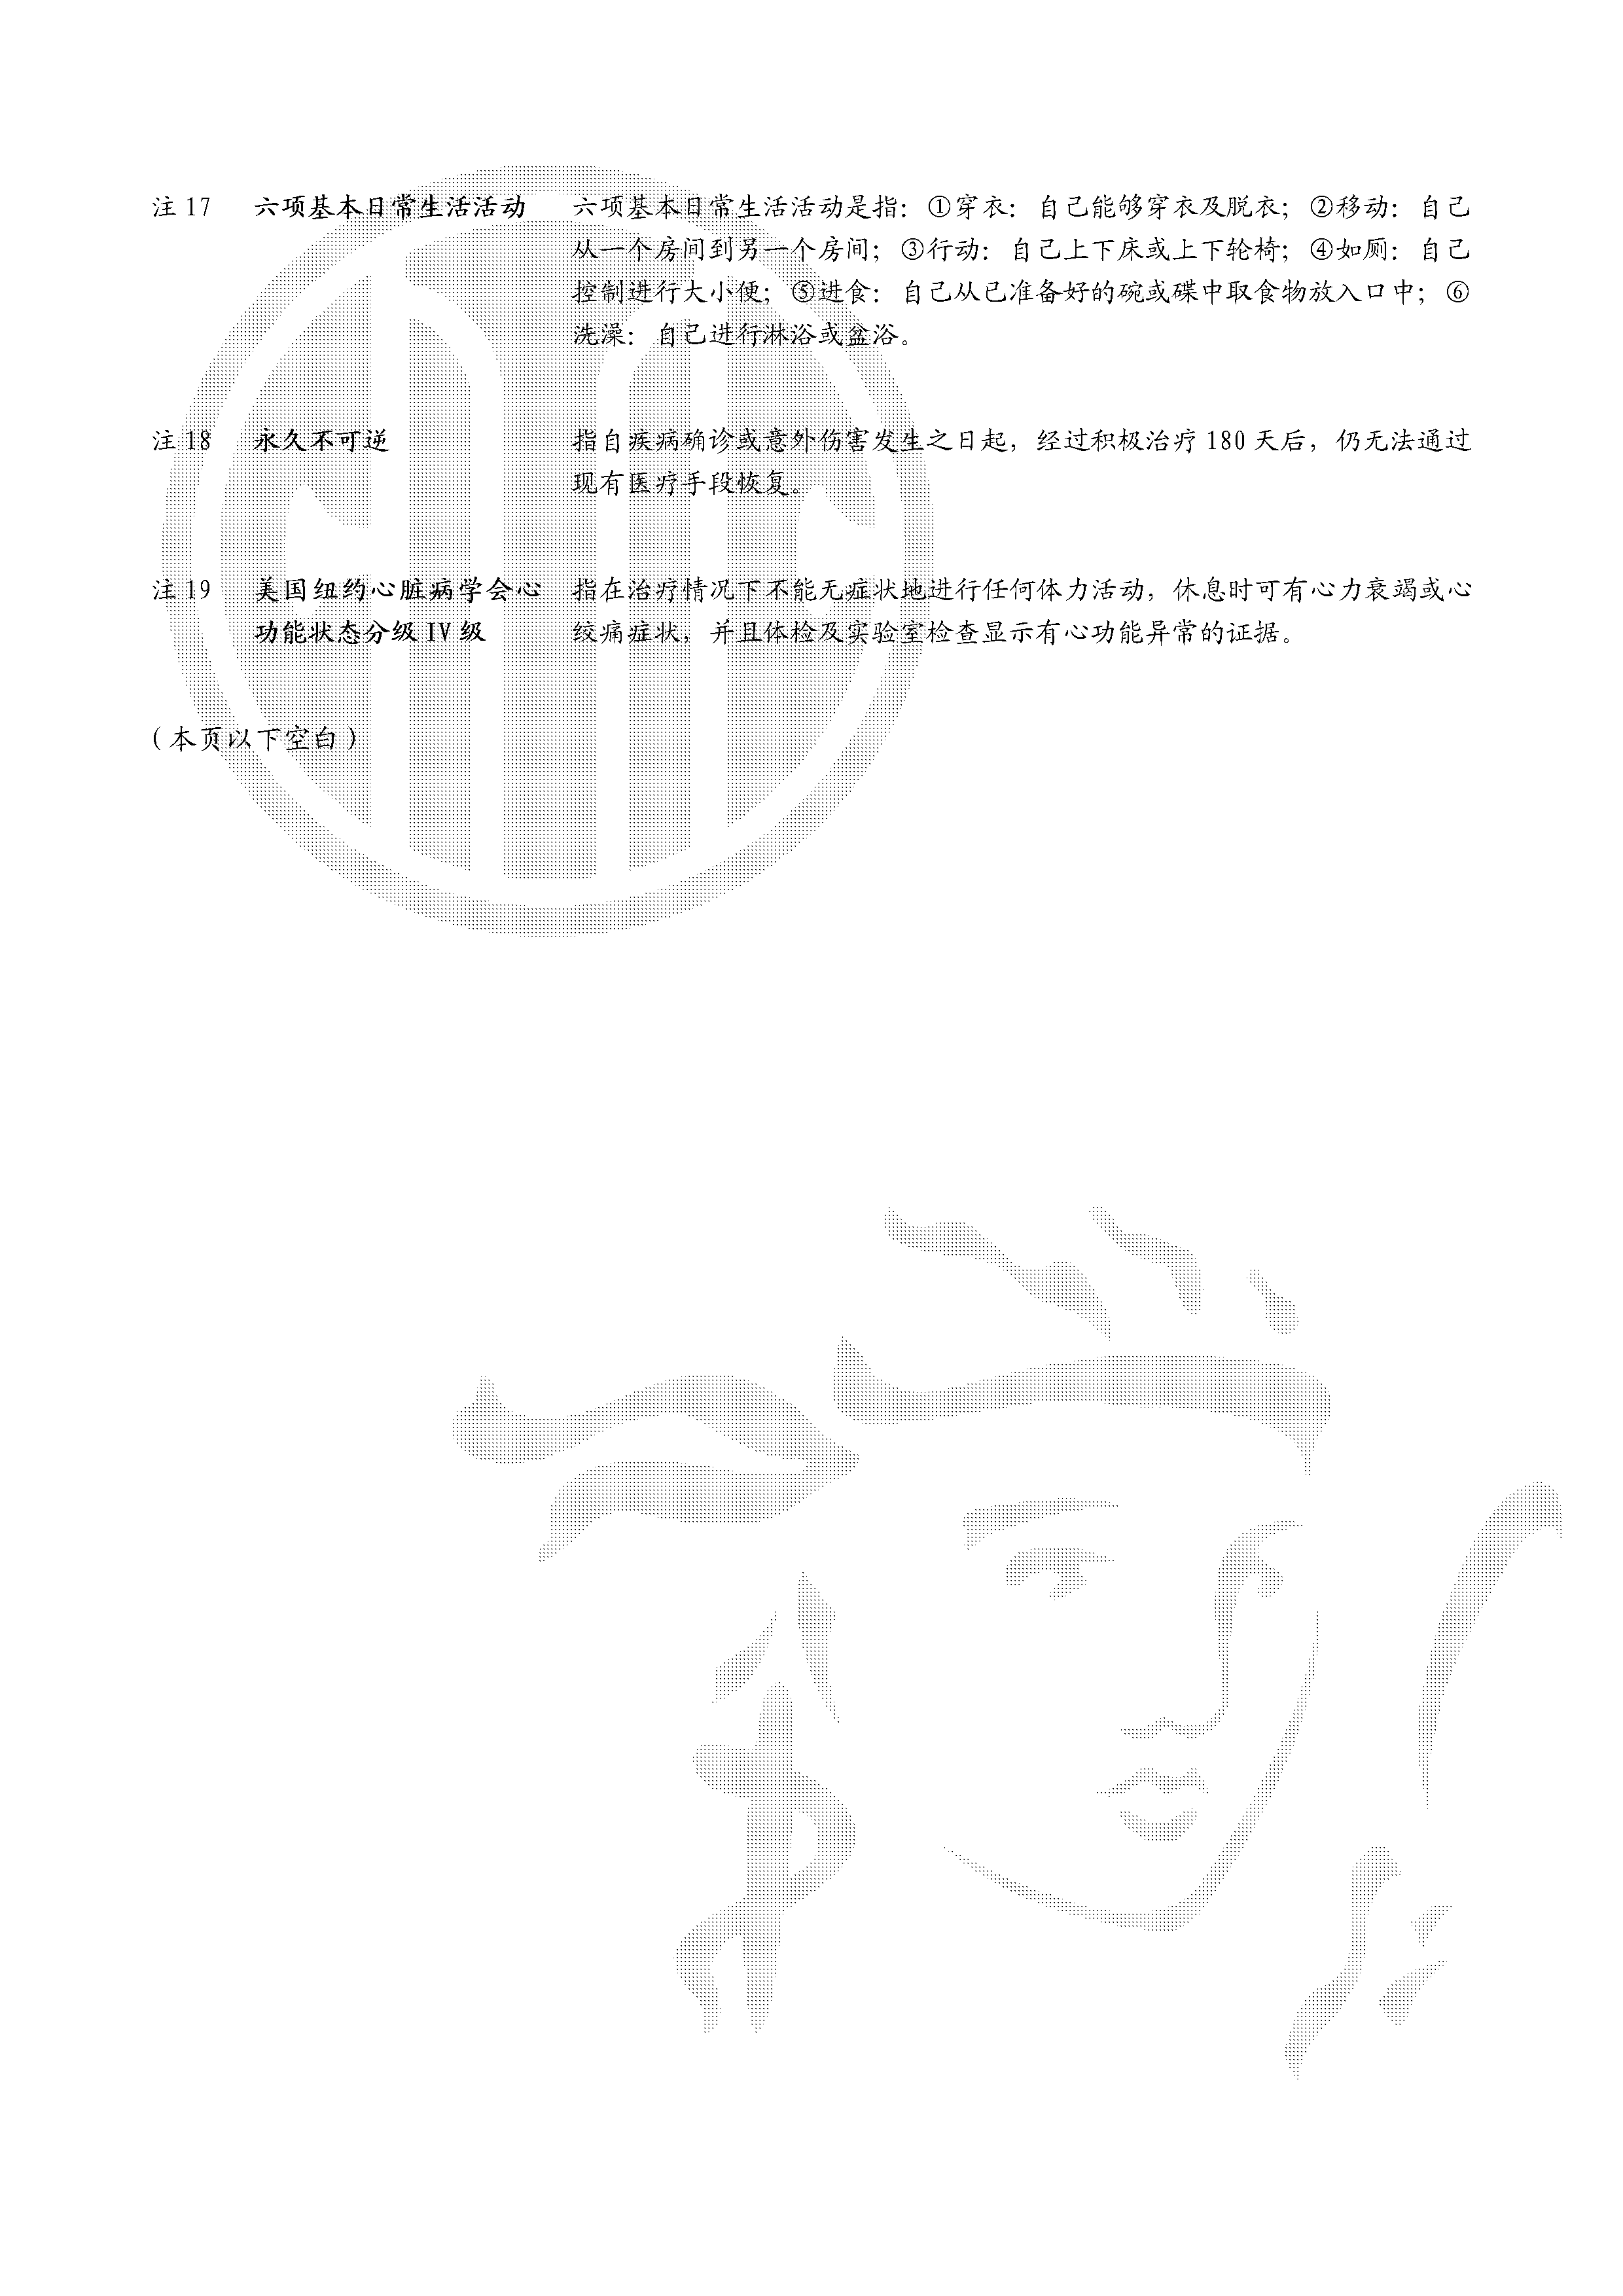 注 17 六项基本日常生活活动 六项基本日常生活活动是指：①穿衣：自己能够穿衣及脱衣；②移动：自己
从一个房间到另一个房间；③行动：自己上下床或上下轮椅；④如厕：自己
控制进行大小便；⑤进食：自己从已准备好的碗或碟中取食物放入口中；⑥
洗澡：自己进行淋浴或盆浴。
注 18 永久不可逆 指自疾病确诊或意外伤害发生之日起，经过积极治疗 180 天后，仍无法通过
现有医疗手段恢复。
注 19 美国纽约心脏病学会心 指在治疗情况下不能无症状地进行任何体力活动，休息时可有心力衰竭或心
功能状态分级 IV 级 绞痛症状，并且体检及实验室检查显示有心功能异常的证据。
（本页以下空白）